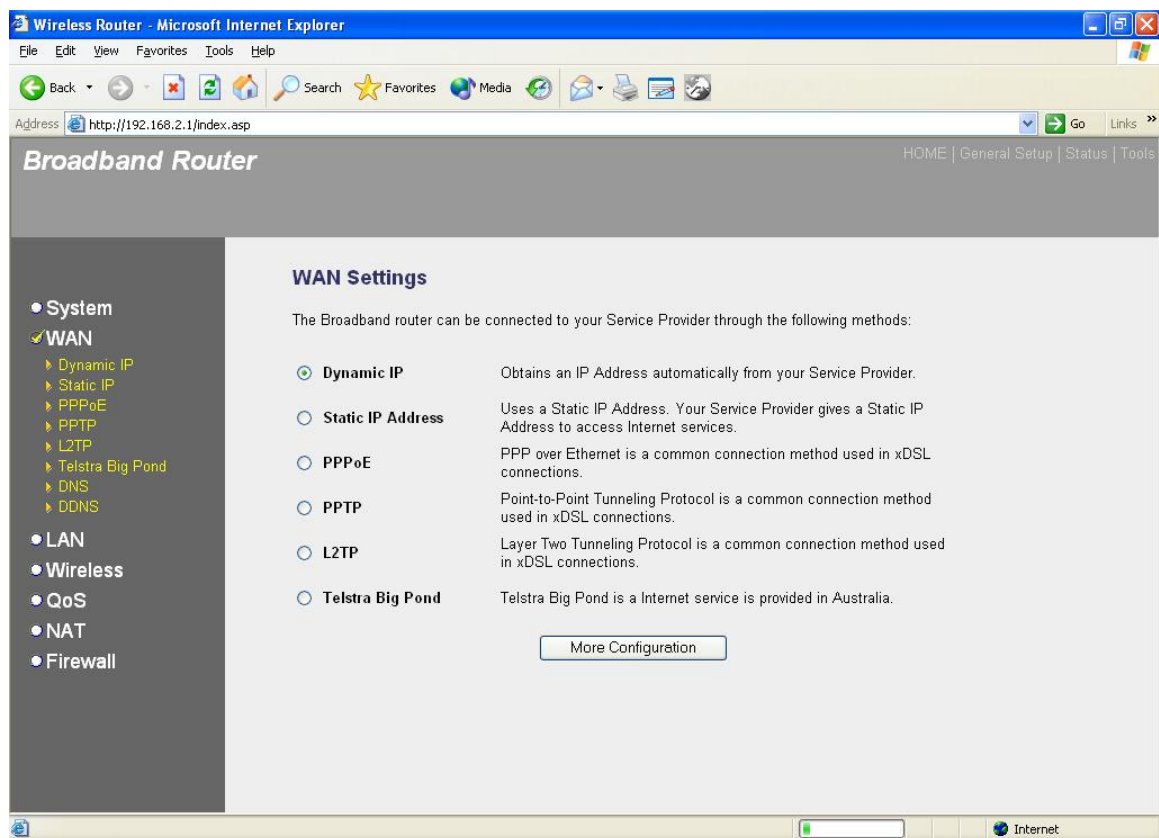 Wireless Router - Microsoft Internet Explorer
File Edit View Favorites Tools Help
Back Search Favorites Media
Address http://192.168.2.1/index.asp Go Links »
Broadband Router
HOME | General Setup | Status | Tools
System
WAN
Dynamic IP
Static IP
PPPoE
PPTP
L2TP
Telstra Big Pond
DNS
DDNS
LAN
Wireless
QoS
NAT
Firewall
WAN Settings
The Broadband router can be connected to your Service Provider through the following methods:
Dynamic IP Obtains an IP Address automatically from your Service Provider.
Static IP Address Uses a Static IP Address. Your Service Provider gives a Static IP
Address to access Internet services.
PPPoE PPP over Ethernet is a common connection method used in xDSL
connections.
PPTP Point-to-Point Tunneling Protocol is a common connection method
used in xDSL connections.
L2TP Layer Two Tunneling Protocol is a common connection method used
in xDSL connections.
Telstra Big Pond Telstra Big Pond is a Internet service is provided in Australia.
More Configuration
Internet